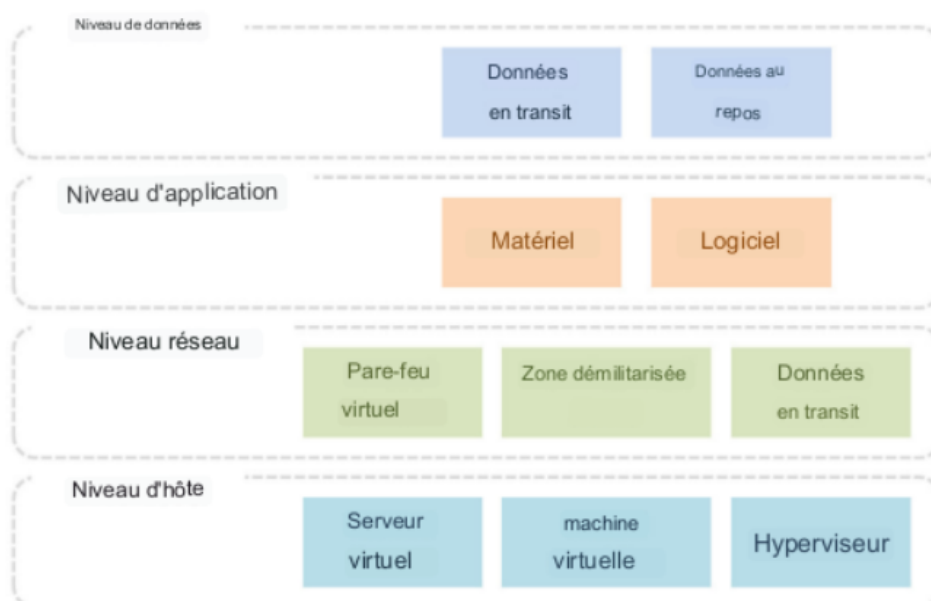 Niveau de données
Données
en transit
Données au
repos
Niveau d'application
Matériel
Logiciel
Niveau réseau
Pare-feu
virtuel
Zone démilitarisée
Données
en transit
Niveau d'hôte
Serveur
virtuel
machine
virtuelle
Hyperviseur